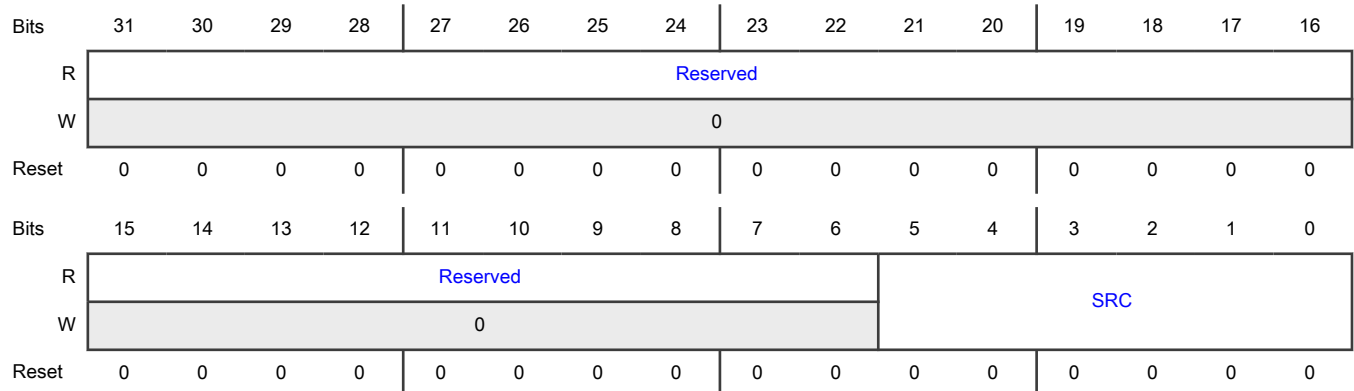 Bits 31 30 29 28 27 26 25 24 23 22 21 20 19 18 17 16
R Reserved
W 0
Reset 0 0 0 0 0 0 0 0 0 0 0 0 0 0 0 0
Bits 15 14 13 12 11 10 9 8 7 6 5 4 3 2 1 0
R Reserved SRC
W 0
Reset 0 0 0 0 0 0 0 0 0 0 0 0 0 0 0 0